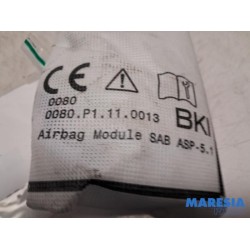 CE
0080
0080.P1.11.0013
BKI
Airbag Module SAB ASP-5.1
MARESIA